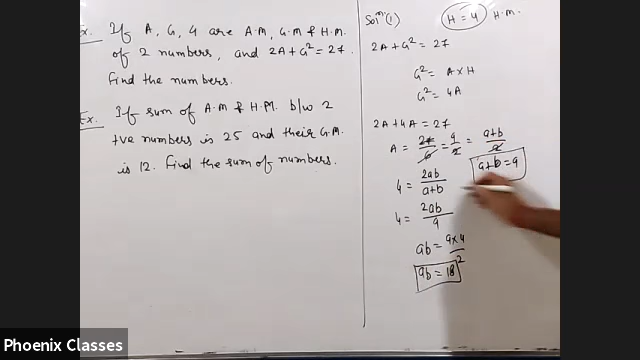 Ex. If A, G, 4 are A.M, G.M & H.M
of 2 numbers, and 2A + G² = 27.
Find the numbers.
Ex. If sum of A.M & H.M. b/w 2
+ve numbers is 25 and their G.M.
is 12. Find the sum of numbers.
Solⁿ (1) H = 4 H.M.
2A + G² = 27
G² = A × H
G² = 4A
2A + 4A = 27
A = 27/6 = 9/2 = a+b/2
a+b = 9
4 = 2ab/a+b
4 = 2ab/9
ab = 9×4/2
ab = 18
Phoenix Classes